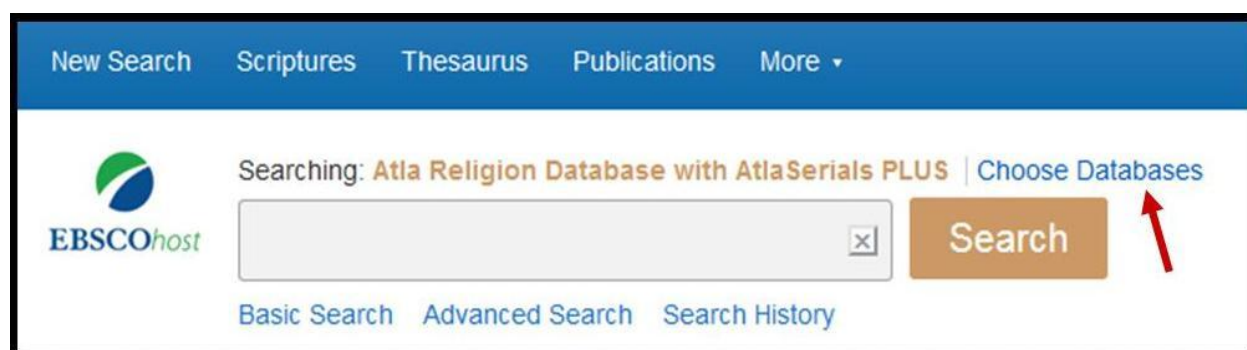 New Search Scriptures Thesaurus Publications More
Searching: Atla Religion Database with AtlaSerials PLUS | Choose Databases
EBSCOhost
Search
Basic Search Advanced Search Search History